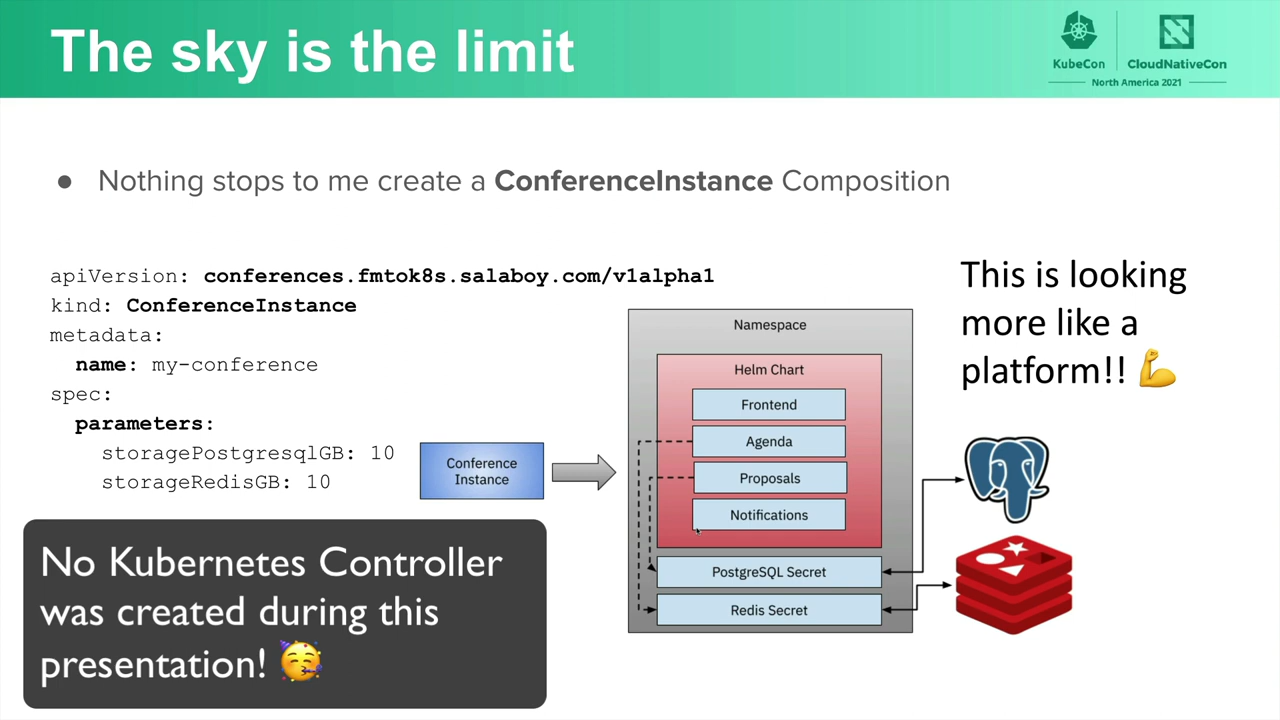 The sky is the limit
KubeCon
CloudNativeCon
North America 2021
● Nothing stops to me create a ConferenceInstance Composition
apiVersion: conferences.fmtok8s.salaboy.com/v1alpha1
kind: ConferenceInstance
metadata:
name: my-conference
spec:
parameters:
storagePostgresqlGB: 10
storageRedisGB: 10
Conference
Instance
Namespace
Helm Chart
Frontend
Agenda
Proposals
Notifications
PostgreSQL Secret
Redis Secret
This is looking
more like a
platform!! 💪
No Kubernetes Controller
was created during this
presentation! 🥳